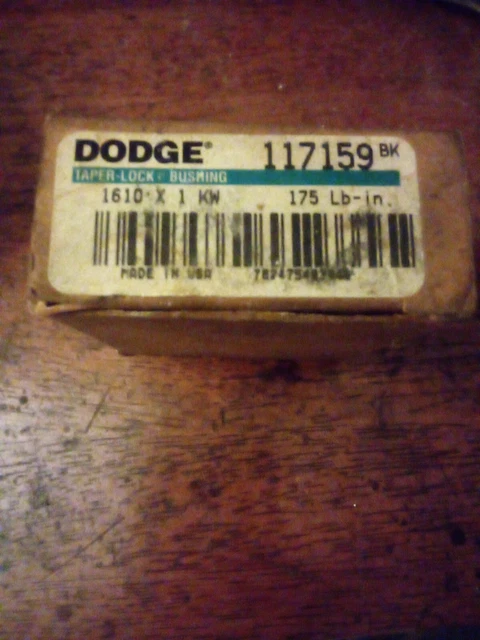 DODGE® 117159 BK
TAPER-LOCK® BUSHING
1610 X 1 KW 175 Lb-in.
MADE IN USA